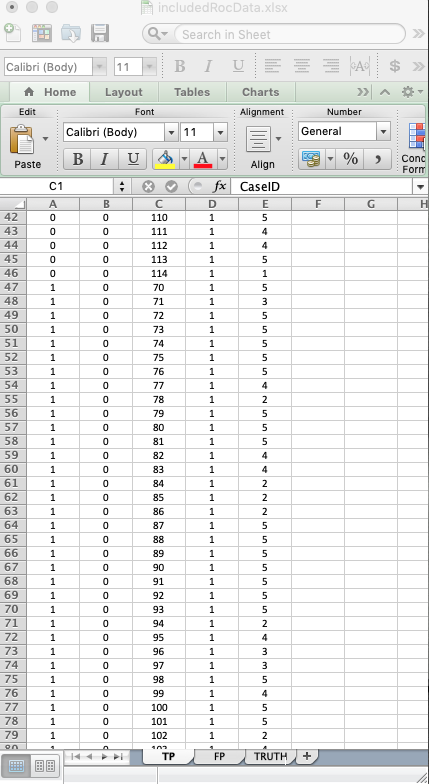 includedRocData.xlsx
Search in Sheet
Calibri (Body) 11 B I U A $
Home Layout Tables Charts
Edit Font Alignment Number
Calibri (Body) 11 General
B I U A % ,
Paste Align Cond
Form
C1 fx CaseID
A B C D E F G H
42 0 0 110 1 5
43 0 0 111 1 4
44 0 0 112 1 4
45 0 0 113 1 5
46 0 0 114 1 1
47 1 0 70 1 5
48 1 0 71 1 3
49 1 0 72 1 5
50 1 0 73 1 5
51 1 0 74 1 5
52 1 0 75 1 5
53 1 0 76 1 5
54 1 0 77 1 4
55 1 0 78 1 2
56 1 0 79 1 5
57 1 0 80 1 5
58 1 0 81 1 5
59 1 0 82 1 4
60 1 0 83 1 4
61 1 0 84 1 2
62 1 0 85 1 2
63 1 0 86 1 2
64 1 0 87 1 5
65 1 0 88 1 5
66 1 0 89 1 5
67 1 0 90 1 5
68 1 0 91 1 5
69 1 0 92 1 5
70 1 0 93 1 5
71 1 0 94 1 2
72 1 0 95 1 4
73 1 0 96 1 3
74 1 0 97 1 3
75 1 0 98 1 5
76 1 0 99 1 4
77 1 0 100 1 5
78 1 0 101 1 5
79 1 0 102 1 2
80 1 0 103 1 4
TP FP TRUTH +